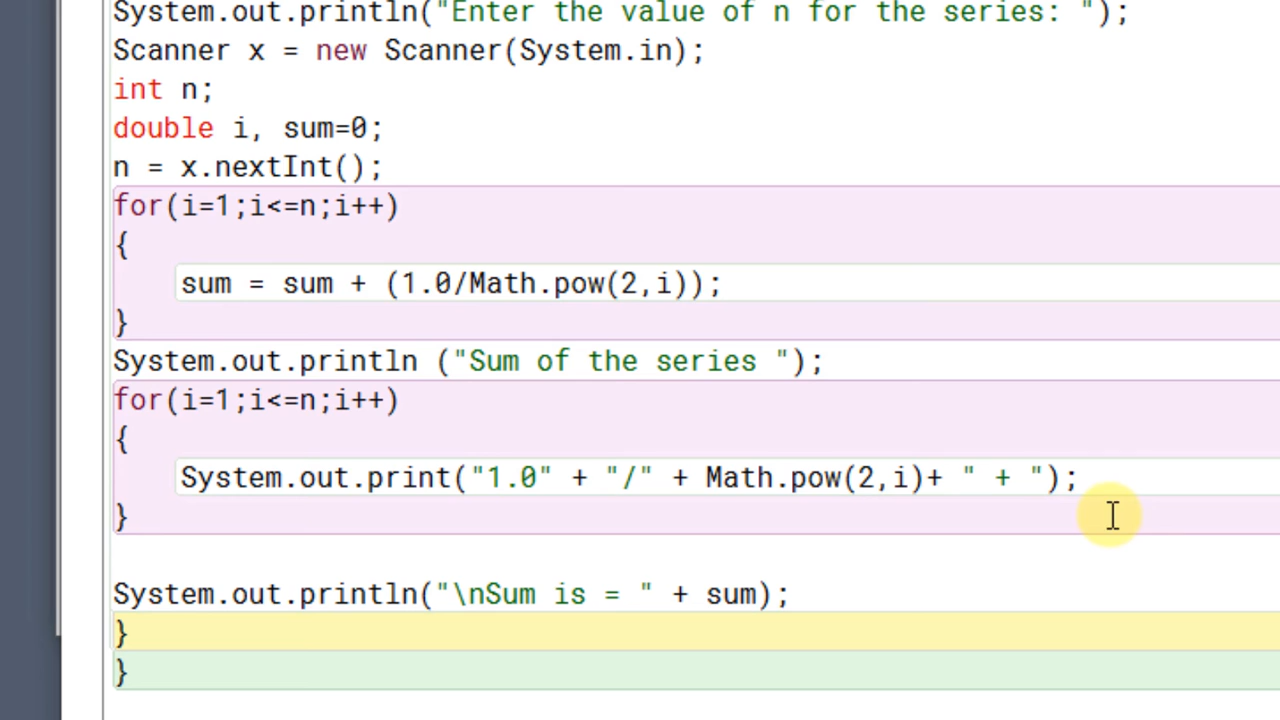 System.out.println("Enter the value of n for the series: ");
Scanner x = new Scanner(System.in);
int n;
double i, sum=0;
n = x.nextInt();
for(i=1;i<=n;i++)
{
sum = sum + (1.0/Math.pow(2,i));
}
System.out.println ("Sum of the series ");
for(i=1;i<=n;i++)
{
System.out.print("1.0" + "/" + Math.pow(2,i)+ " + ");
}
System.out.println("\nSum is = " + sum);
}
}